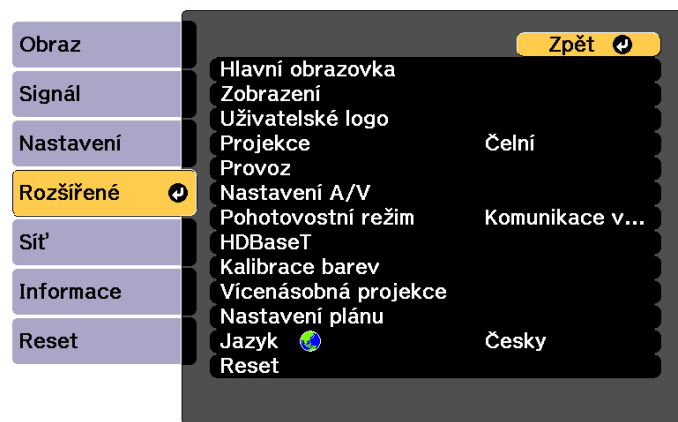 Obraz
Signál
Nastavení
Rozšířené
Síť
Informace
Reset
Zpět
Hlavní obrazovka
Zobrazení
Uživatelské logo
Projekce Čelní
Provoz
Nastavení A/V
Pohotovostní režim Komunikace v...
HDBaseT
Kalibrace barev
Vícenásobná projekce
Nastavení plánu
Jazyk Česky
Reset